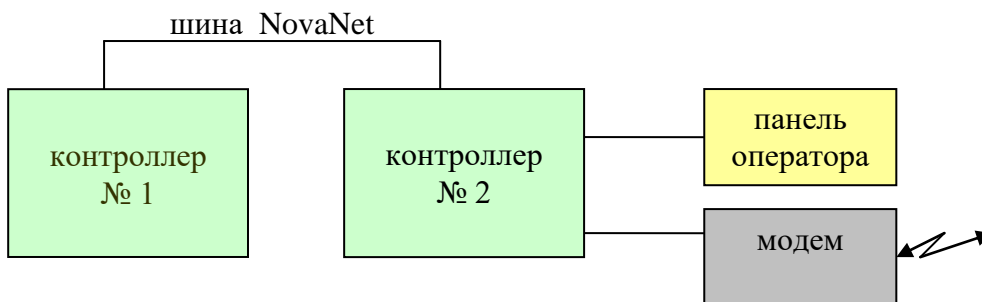 шина NovaNet
контроллер
№ 1
контроллер
№ 2
панель
оператора
модем